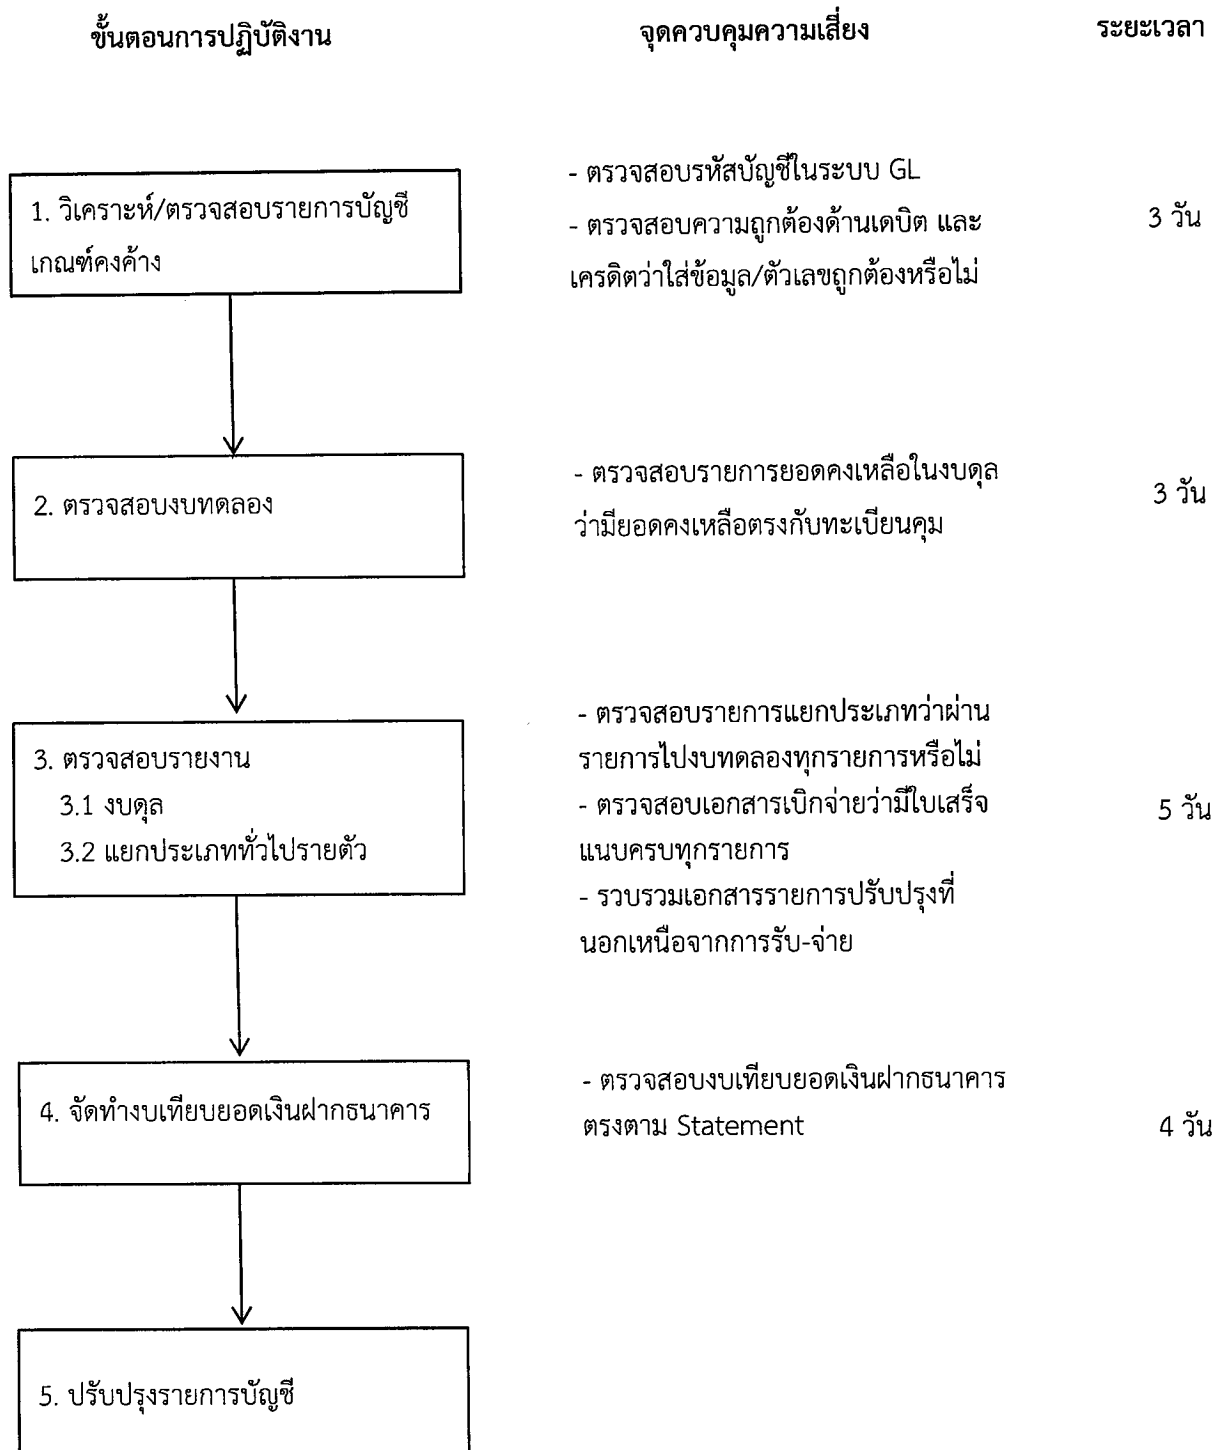 ขั้นตอนการปฏิบัติงาน
จุดควบคุมความเสี่ยง
ระยะเวลา
1. วิเคราะห์/ตรวจสอบรายการบัญชี
เกณฑ์คงค้าง
- ตรวจสอบรหัสบัญชีในระบบ GL
- ตรวจสอบความถูกต้องด้านเดบิต และ
เครดิตว่าใส่ข้อมูล/ตัวเลขถูกต้องหรือไม่
3 วัน
2. ตรวจสอบงบทดลอง
- ตรวจสอบรายการยอดคงเหลือในงบดุล
ว่ามียอดคงเหลือตรงกับทะเบียนคุม
3 วัน
3. ตรวจสอบรายงาน
3.1 งบดุล
3.2 แยกประเภททั่วไปรายตัว
- ตรวจสอบรายการแยกประเภทว่าผ่าน
รายการไปงบทดลองทุกรายการหรือไม่
- ตรวจสอบเอกสารเบิกจ่ายว่ามีใบเสร็จ
แนบครบทุกรายการ
- รวบรวมเอกสารรายการปรับปรุงที่
นอกเหนือจากการรับ-จ่าย
5 วัน
4. จัดทำงบเทียบยอดเงินฝากธนาคาร
- ตรวจสอบงบเทียบยอดเงินฝากธนาคาร
ตรงตาม Statement
4 วัน
5. ปรับปรุงรายการบัญชี